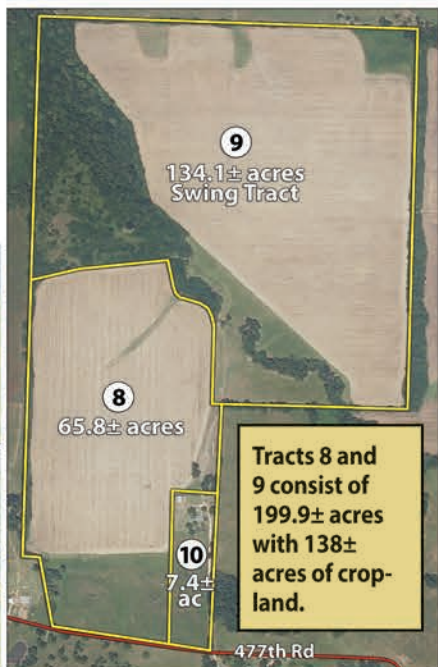 9
134.1± acres
Swing Tract
8
65.8± acres
Tracts 8 and
9 consist of
199.9± acres
with 138±
acres of crop-
land.
10
7.4±
ac
477th Rd